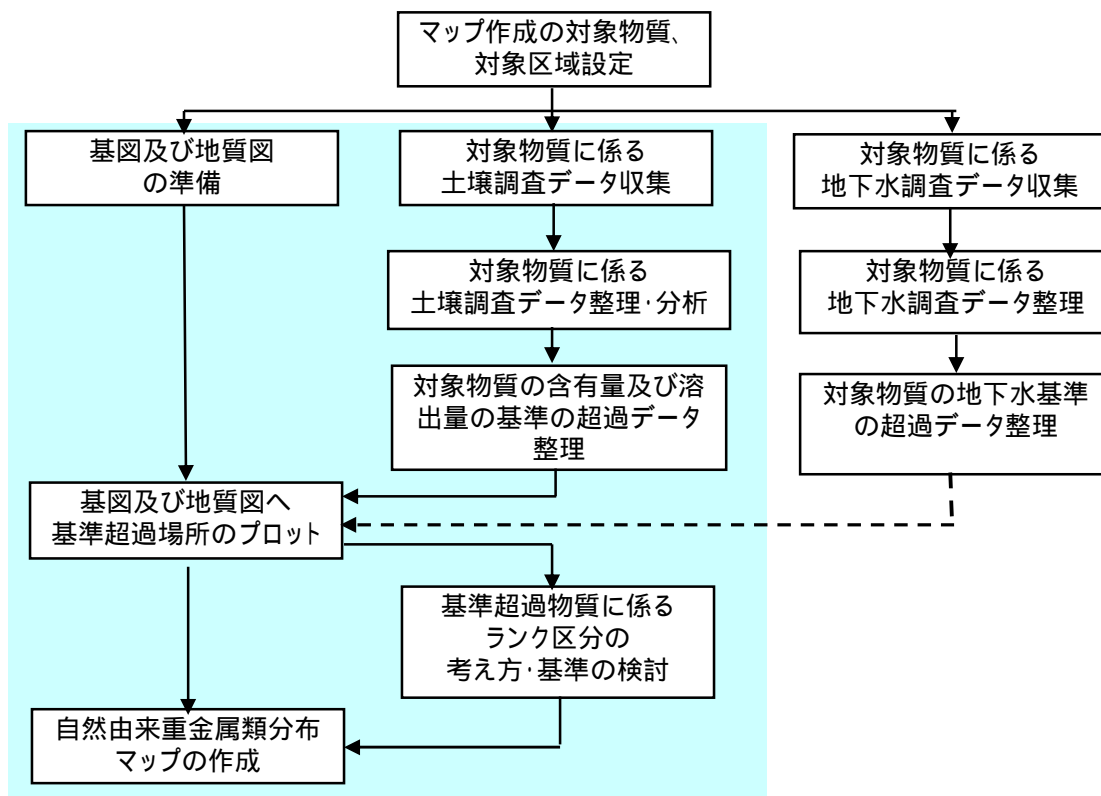 マップ作成の対象物質、
対象区域設定
基図及び地質図
の準備
対象物質に係る
土壌調査データ収集
対象物質に係る
地下水調査データ収集
対象物質に係る
土壌調査データ整理・分析
対象物質に係る
地下水調査データ整理
対象物質の含有量及び溶
出量の基準の超過データ
整理
対象物質の地下水基準
の超過データ整理
基図及び地質図へ
基準超過場所のプロット
基準超過物質に係る
ランク区分の
考え方・基準の検討
自然由来重金属類分布
マップの作成